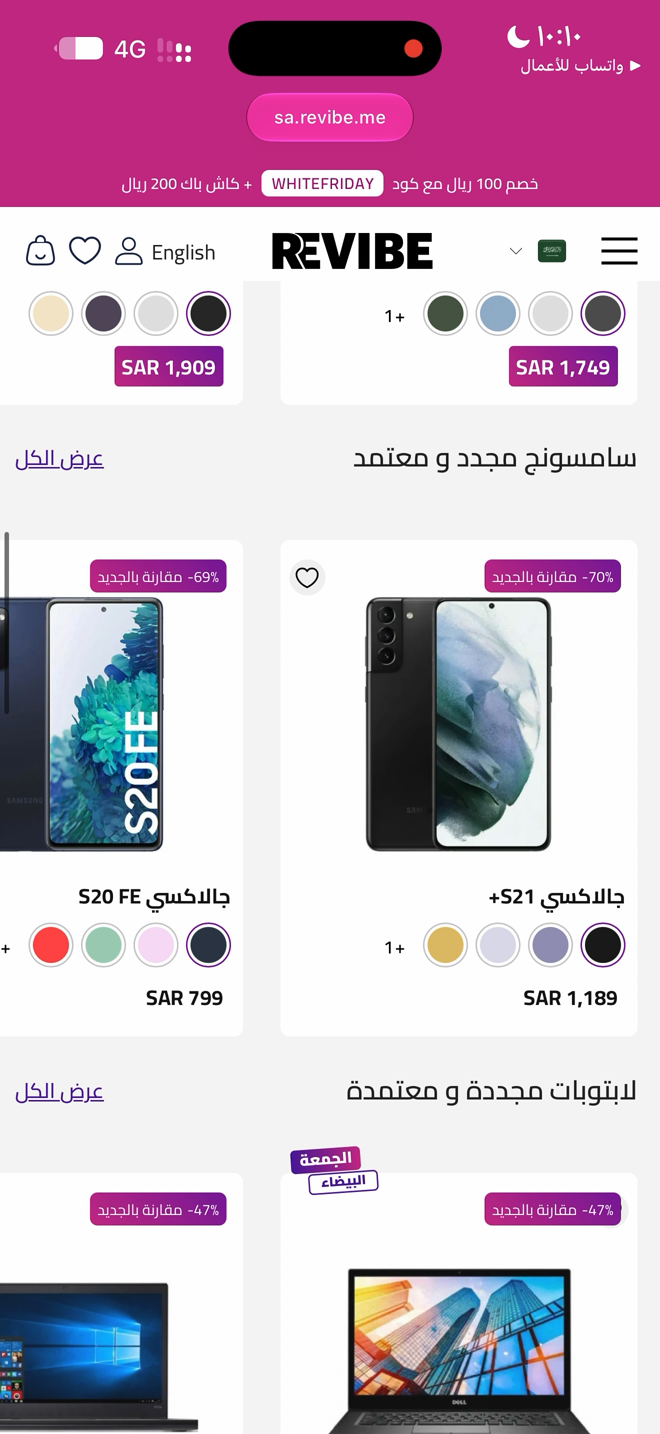 ١٠:١٠
4G
◀ واتساب للأعمال
sa.revibe.me
خصم 100 ريال مع كود WHITEFRIDAY + كاش باك 200 ريال
REVIBE
English
+1
SAR 1,749
SAR 1,909
سامسونج مجدد و معتمد
عرض الكل
-70% مقارنة بالجديد
-69% مقارنة بالجديد
S20 FE
SAMSUNG
جالاكسي S21+
جالاكسي S20 FE
+1
+
SAR 1,189
SAR 799
لابتوبات مجددة و معتمدة
عرض الكل
الجمعة
البيضاء
-47% مقارنة بالجديد
-47% مقارنة بالجديد
DELL